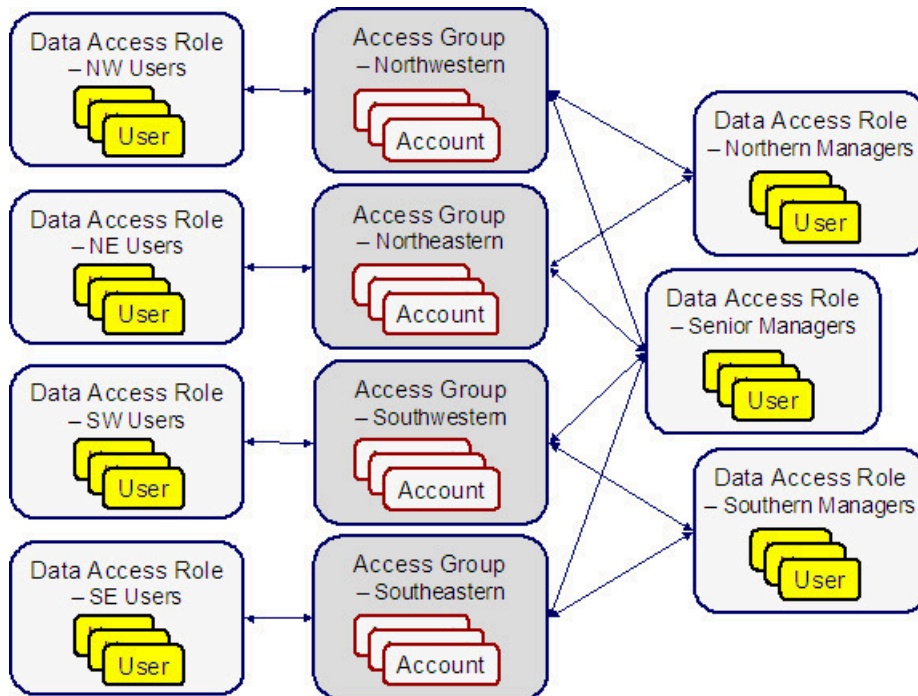 Data Access Role
– NW Users
User
Access Group
– Northwestern
Account
Data Access Role
– Northern Managers
User
Data Access Role
– NE Users
User
Access Group
– Northeastern
Account
Data Access Role
– Senior Managers
User
Data Access Role
– SW Users
User
Access Group
– Southwestern
Account
Data Access Role
– Southern Managers
User
Data Access Role
– SE Users
User
Access Group
– Southeastern
Account